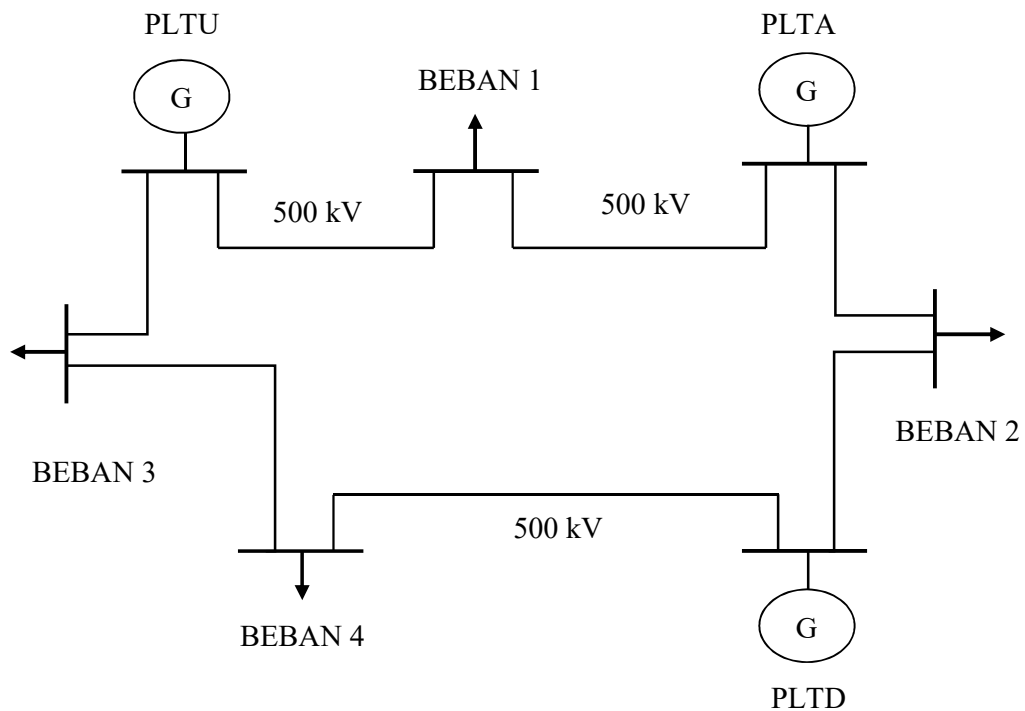 PLTU
PLTA
G
G
BEBAN 1
500 kV
500 kV
BEBAN 2
BEBAN 3
500 kV
BEBAN 4
G
PLTD